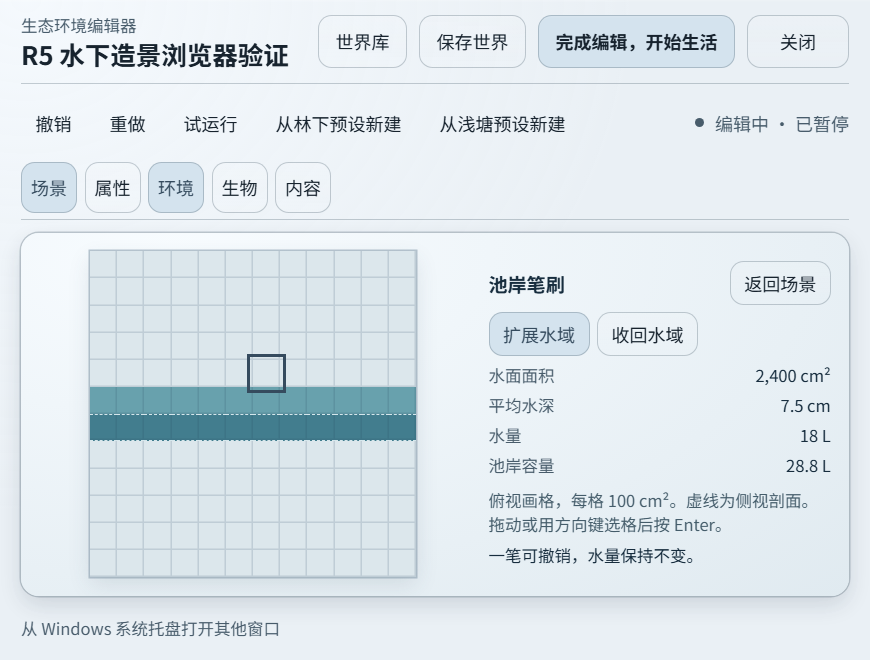 生态环境编辑器
R5 水下造景浏览器验证
世界库
保存世界
完成编辑，开始生活
关闭
撤销
重做
试运行
从林下预设新建
从浅塘预设新建
编辑中 · 已暂停
场景
属性
环境
生物
内容
池岸笔刷
返回场景
扩展水域
收回水域
水面面积 2,400 cm²
平均水深 7.5 cm
水量 18 L
池岸容量 28.8 L
俯视画格，每格 100 cm²。虚线为侧视剖面。
拖动或用方向键选格后按 Enter。
一笔可撤销，水量保持不变。
从 Windows 系统托盘打开其他窗口